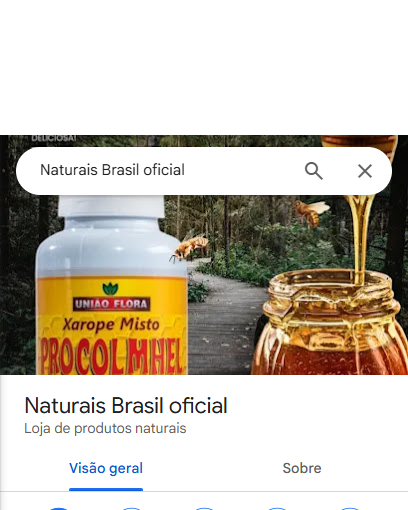 DELICIOSA!
Naturais Brasil oficial
UNIÃO FLORA
Xarope Misto
PROCOLMHEL
Naturais Brasil oficial
Loja de produtos naturais
Visão geral
Sobre